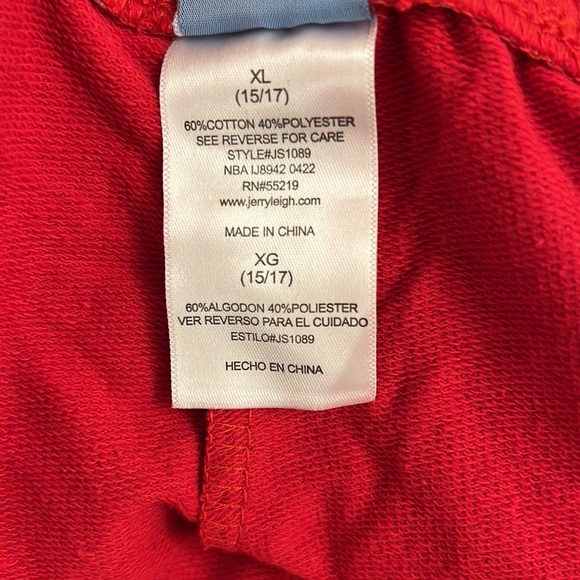 XL
(15/17)
60%COTTON 40%POLYESTER
SEE REVERSE FOR CARE
STYLE#JS1089
NBA IJ8942 0422
RN#55219
www.jerryleigh.com
MADE IN CHINA
XG
(15/17)
60%ALGODON 40%POLIESTER
VER REVERSO PARA EL CUIDADO
ESTILO#JS1089
HECHO EN CHINA